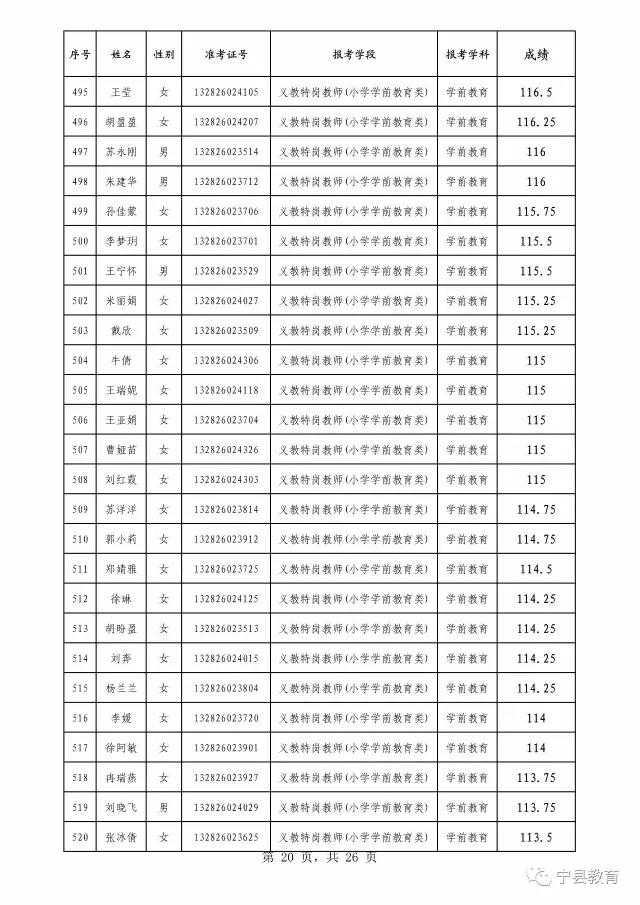 序号 姓名 性别 准考证号 报考学段 报考学科 成绩
495 王莹 女 132826024105 义教特岗教师(小学学前教育类) 学前教育 116.5
496 胡盈盈 女 132826024207 义教特岗教师(小学学前教育类) 学前教育 116.25
497 苏永刚 男 132826023514 义教特岗教师(小学学前教育类) 学前教育 116
498 朱建华 男 132826023712 义教特岗教师(小学学前教育类) 学前教育 116
499 孙佳蒙 女 132826023706 义教特岗教师(小学学前教育类) 学前教育 115.75
500 李梦玥 女 132826023701 义教特岗教师(小学学前教育类) 学前教育 115.5
501 王宁怀 男 132826023529 义教特岗教师(小学学前教育类) 学前教育 115.5
502 米丽娟 女 132826024027 义教特岗教师(小学学前教育类) 学前教育 115.25
503 戴欣 女 132826023509 义教特岗教师(小学学前教育类) 学前教育 115.25
504 牛倩 女 132826024306 义教特岗教师(小学学前教育类) 学前教育 115
505 王瑞妮 女 132826024118 义教特岗教师(小学学前教育类) 学前教育 115
506 王亚娟 女 132826023704 义教特岗教师(小学学前教育类) 学前教育 115
507 曹娅苗 女 132826024326 义教特岗教师(小学学前教育类) 学前教育 115
508 刘红霞 女 132826024303 义教特岗教师(小学学前教育类) 学前教育 115
509 苏洋洋 女 132826023814 义教特岗教师(小学学前教育类) 学前教育 114.75
510 郭小莉 女 132826023912 义教特岗教师(小学学前教育类) 学前教育 114.75
511 郑婧雅 女 132826023725 义教特岗教师(小学学前教育类) 学前教育 114.5
512 徐琳 女 132826024125 义教特岗教师(小学学前教育类) 学前教育 114.25
513 胡盼盈 女 132826023513 义教特岗教师(小学学前教育类) 学前教育 114.25
514 刘奔 女 132826024015 义教特岗教师(小学学前教育类) 学前教育 114.25
515 杨兰兰 女 132826023804 义教特岗教师(小学学前教育类) 学前教育 114.25
516 李媛 女 132826023720 义教特岗教师(小学学前教育类) 学前教育 114
517 徐阿敏 女 132826023901 义教特岗教师(小学学前教育类) 学前教育 114
518 冉瑞燕 女 132826023927 义教特岗教师(小学学前教育类) 学前教育 113.75
519 刘晓飞 男 132826024029 义教特岗教师(小学学前教育类) 学前教育 113.75
520 张冰倩 女 132826023625 义教特岗教师(小学学前教育类) 学前教育 113.5
第 20 页，共 26 页
宁县教育